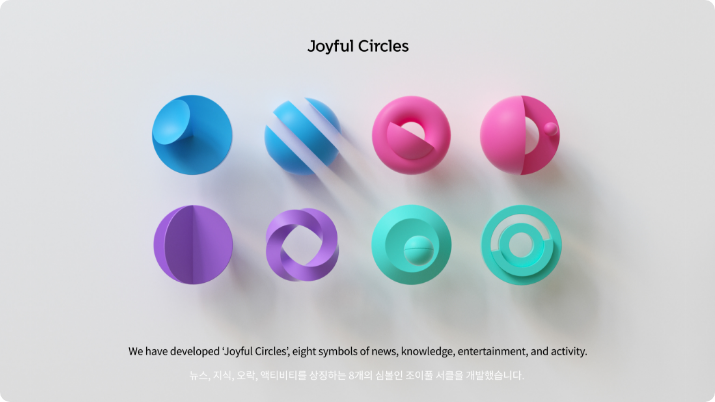 Joyful Circles
We have developed ‘Joyful Circles’, eight symbols of news, knowledge, entertainment, and activity.
뉴스, 지식, 오락, 액티비티를 상징하는 8개의 심볼인 조이풀 서클을 개발했습니다.